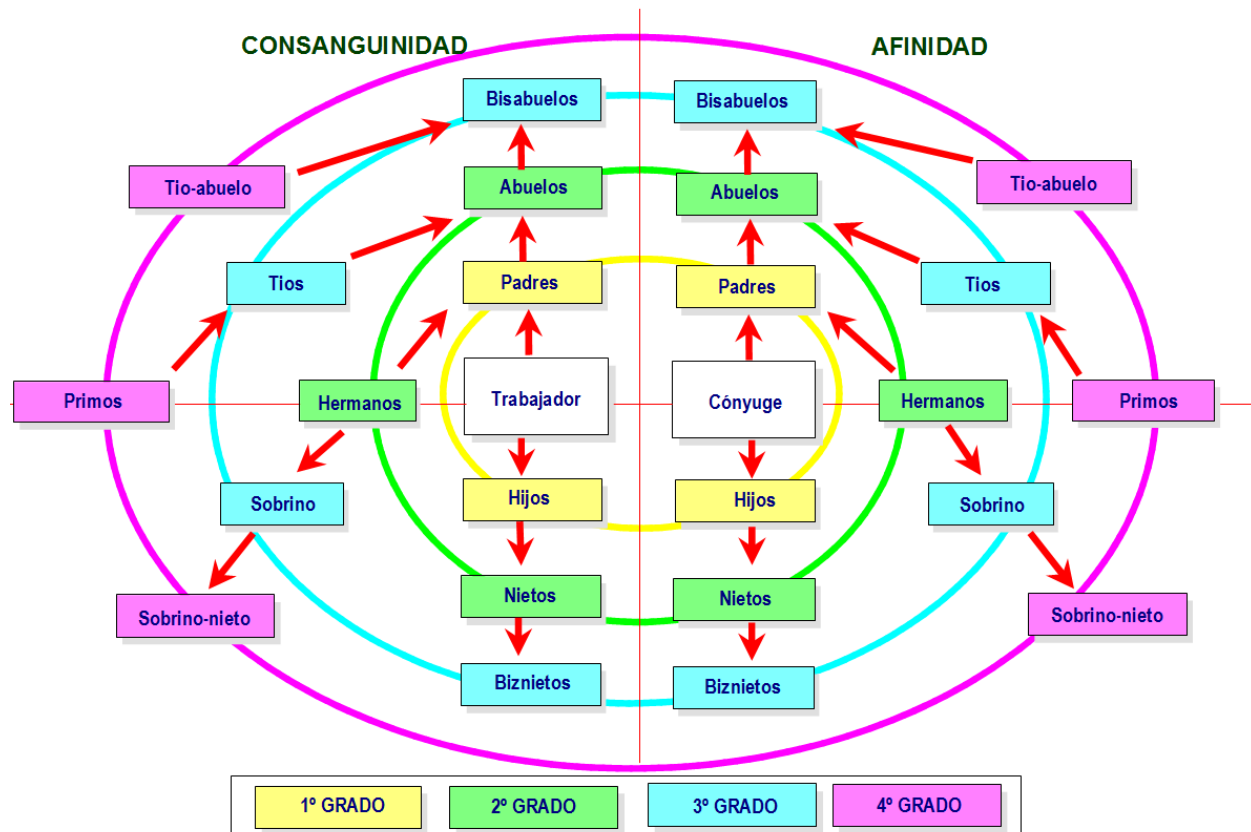 CONSANGUINIDAD
AFINIDAD
Bisabuelos
Bisabuelos
Tio-abuelo
Abuelos
Abuelos
Tio-abuelo
Tios
Padres
Padres
Tios
Primos
Hermanos
Trabajador
Cónyuge
Hermanos
Primos
Sobrino
Hijos
Hijos
Sobrino
Sobrino-nieto
Nietos
Nietos
Sobrino-nieto
Biznietos
Biznietos
1º GRADO
2º GRADO
3º GRADO
4º GRADO